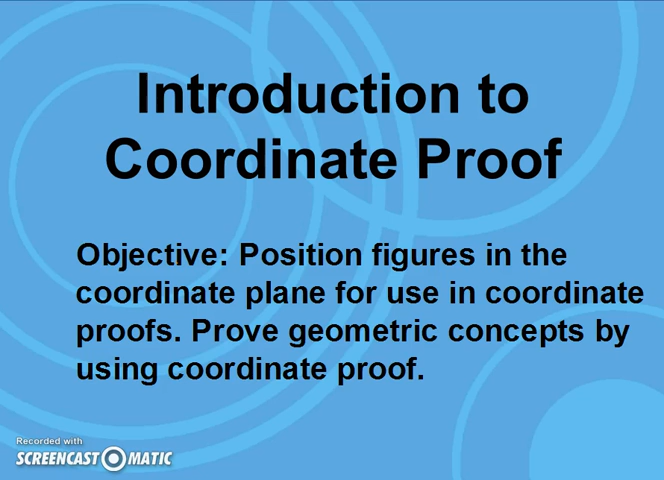 Introduction to
Coordinate Proof
Objective: Position figures in the
coordinate plane for use in coordinate
proofs. Prove geometric concepts by
using coordinate proof.
Recorded with
SCREENCAST MATIC